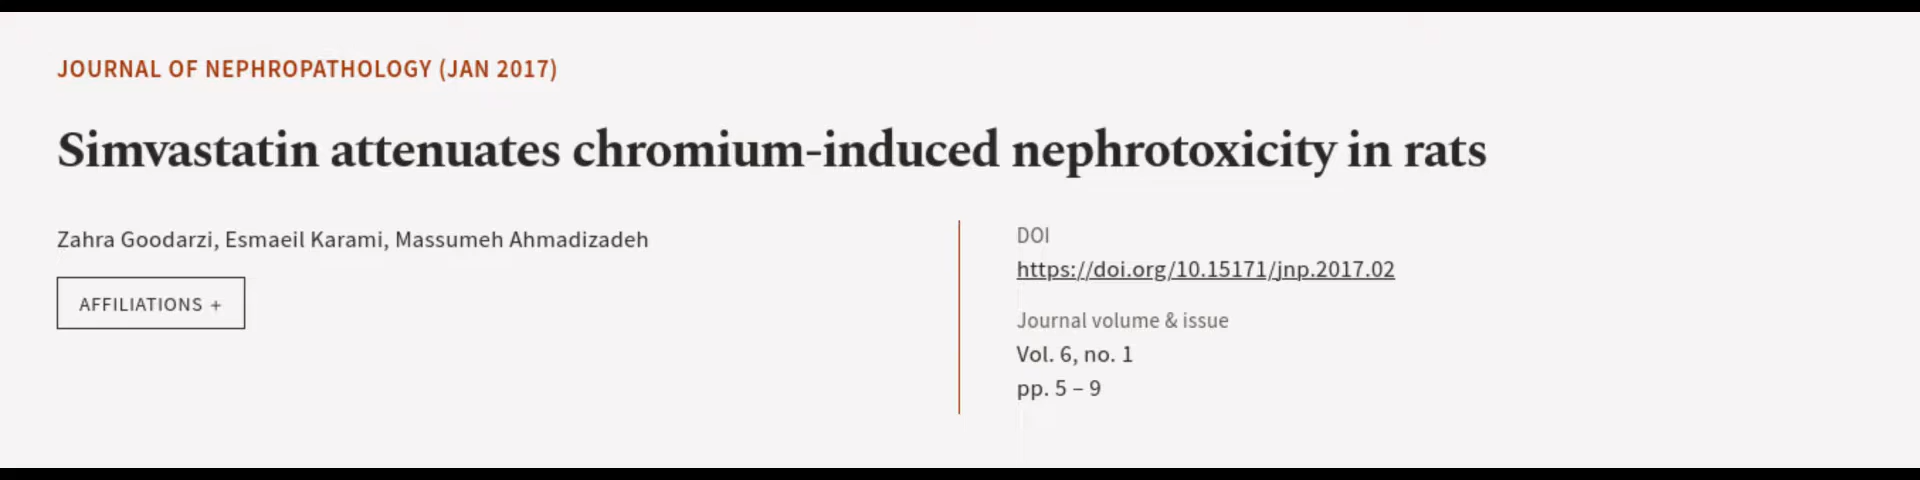 JOURNAL OF NEPHROPATHOLOGY (JAN 2017)
Simvastatin attenuates chromium-induced nephrotoxicity in rats
Zahra Goodarzi, Esmaeil Karami, Massumeh Ahmadizadeh
AFFILIATIONS +
DOI
https://doi.org/10.15171/jnp.2017.02
Journal volume & issue
Vol. 6, no. 1
pp. 5 – 9